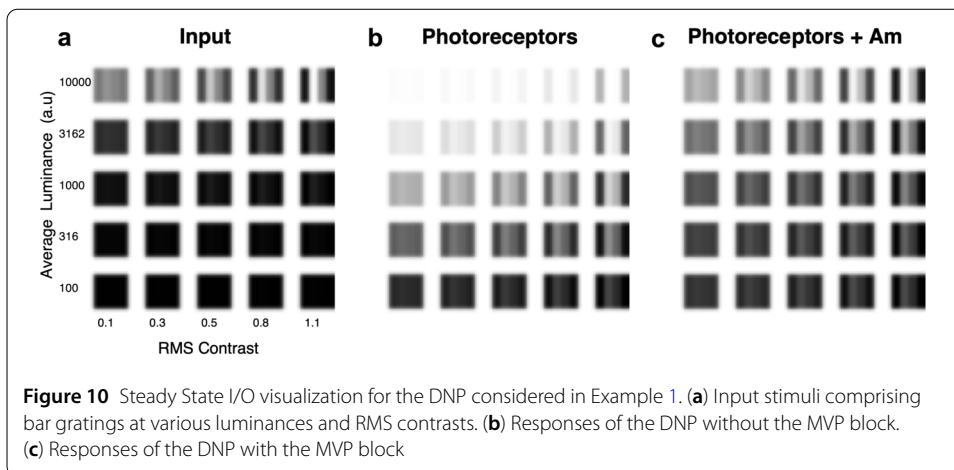 a Input
b Photoreceptors
c Photoreceptors + Am
Average Luminance (a.u)
10000
3162
1000
316
100
0.1 0.3 0.5 0.8 1.1
RMS Contrast
Figure 10 Steady State I/O visualization for the DNP considered in Example 1. (a) Input stimuli comprising
bar gratings at various luminances and RMS contrasts. (b) Responses of the DNP without the MVP block.
(c) Responses of the DNP with the MVP block